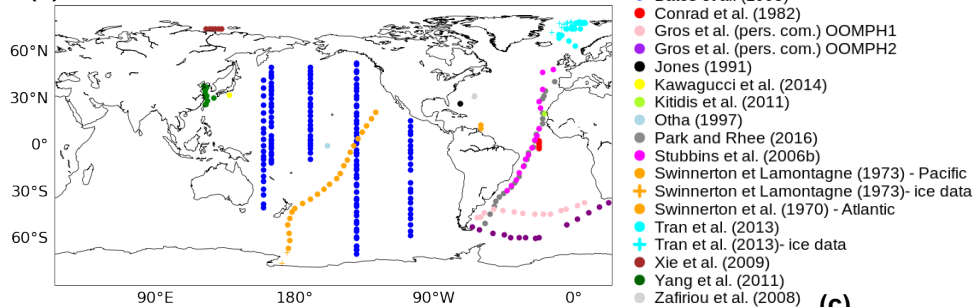 Conrad et al. (1982)
Gros et al. (pers. com.) OOMPH1
Gros et al. (pers. com.) OOMPH2
Jones (1991)
Kawagucci et al. (2014)
Kitidis et al. (2011)
Otha (1997)
Park and Rhee (2016)
Stubbins et al. (2006b)
Swinnerton et Lamontagne (1973) - Pacific
Swinnerton et Lamontagne (1973)- ice data
Swinnerton et al. (1970) - Atlantic
Tran et al. (2013)
Tran et al. (2013)- ice data
Xie et al. (2009)
Yang et al. (2011)
Zafiriou et al. (2008)
(c)
60°N
30°N
0°
30°S
60°S
90°E
180°
90°W
0°